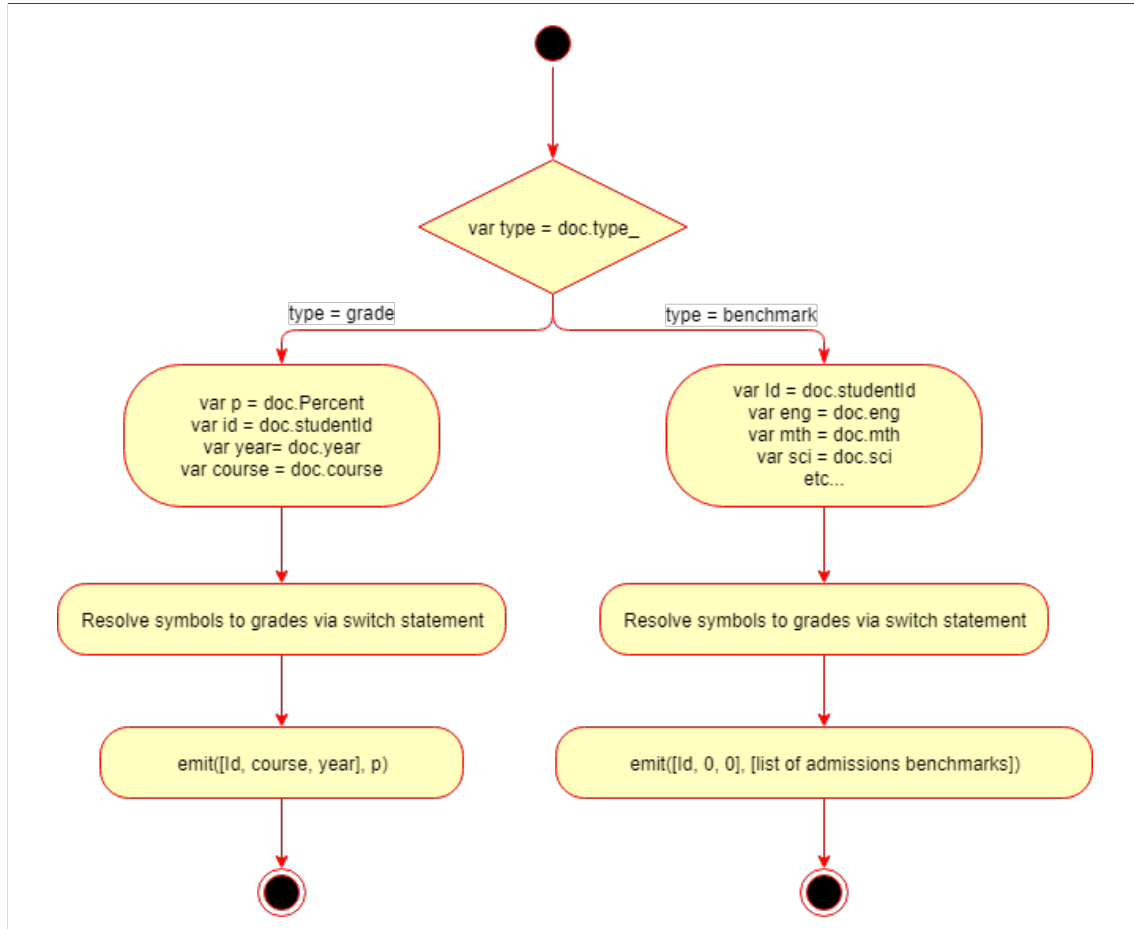 var type = doc.type_
type = grade
type = benchmark
var p = doc.Percent
var id = doc.studentId
var year= doc.year
var course = doc.course
var Id = doc.studentId
var eng = doc.eng
var mth = doc.mth
var sci = doc.sci
etc...
Resolve symbols to grades via switch statement
Resolve symbols to grades via switch statement
emit([Id, course, year], p)
emit([Id, 0, 0], [list of admissions benchmarks])